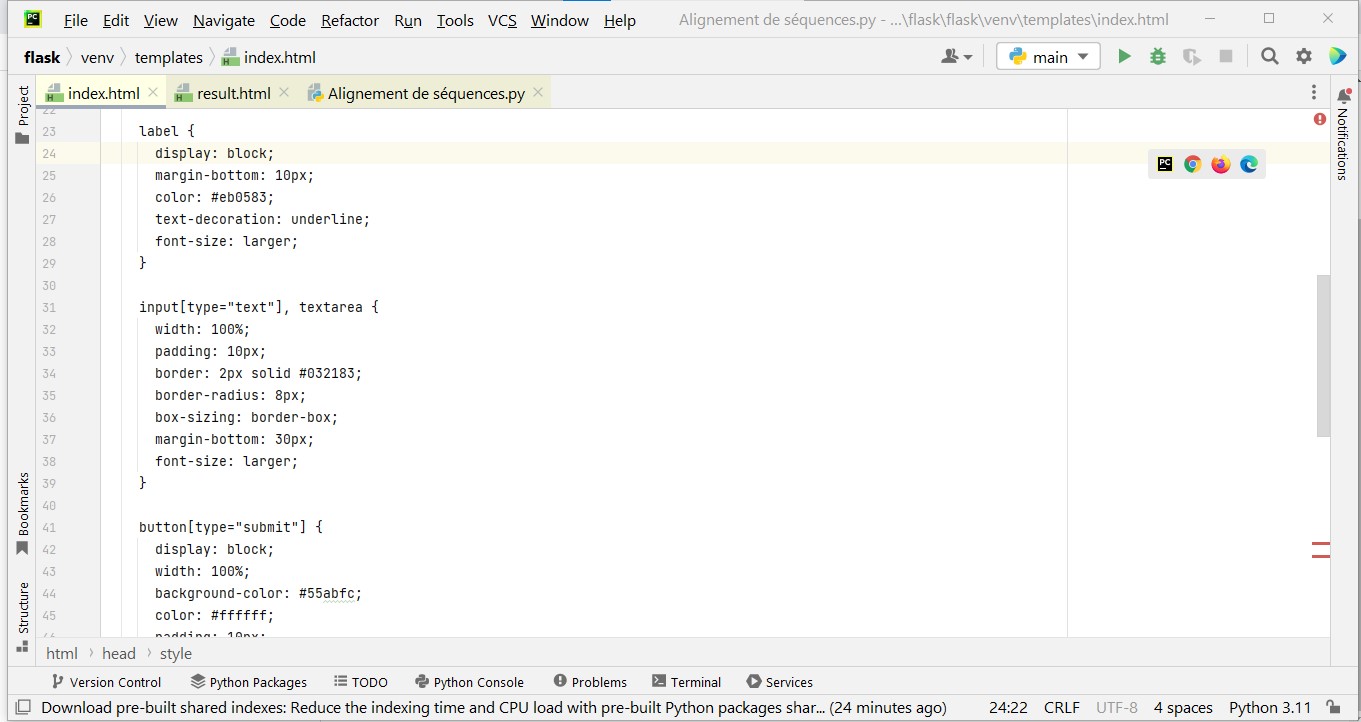 PC File Edit View Navigate Code Refactor Run Tools VCS Window Help Alignement de séquences.py - ...\flask\flask\venv\templates\index.html
flask venv templates index.html main
index.html result.html Alignement de séquences.py
Project
Notifications
Bookmarks
Structure
22
23 label {
24 display: block;
25 margin-bottom: 10px;
26 color: #eb0583;
27 text-decoration: underline;
28 font-size: larger;
29 }
30
31 input[type="text"], textarea {
32 width: 100%;
33 padding: 10px;
34 border: 2px solid #032183;
35 border-radius: 8px;
36 box-sizing: border-box;
37 margin-bottom: 30px;
38 font-size: larger;
39 }
40
41 button[type="submit"] {
42 display: block;
43 width: 100%;
44 background-color: #55abfc;
45 color: #ffffff;
46 padding: 10px;
PC
html head style
Version Control Python Packages TODO Python Console Problems Terminal Services
Download pre-built shared indexes: Reduce the indexing time and CPU load with pre-built Python packages shar... (24 minutes ago) 24:22 CRLF UTF-8 4 spaces Python 3.11